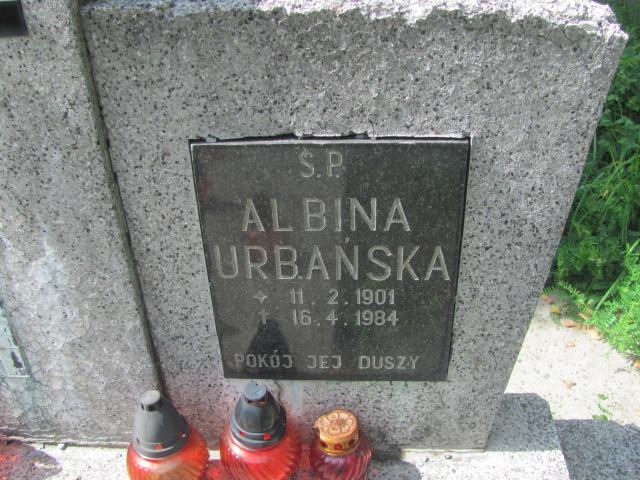 Ś.P.
ALBINA
URBAŃSKA
11.2.1901
† 16.4.1984
POKÓJ JEJ DUSZY